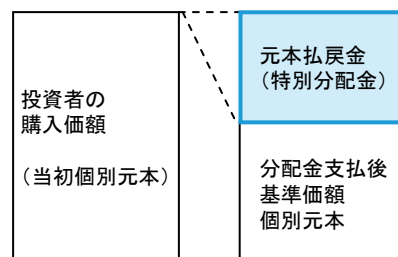 投資者の
購入価額
（当初個別元本）
元本払戻金
（特別分配金）
分配金支払後
基準価額
個別元本